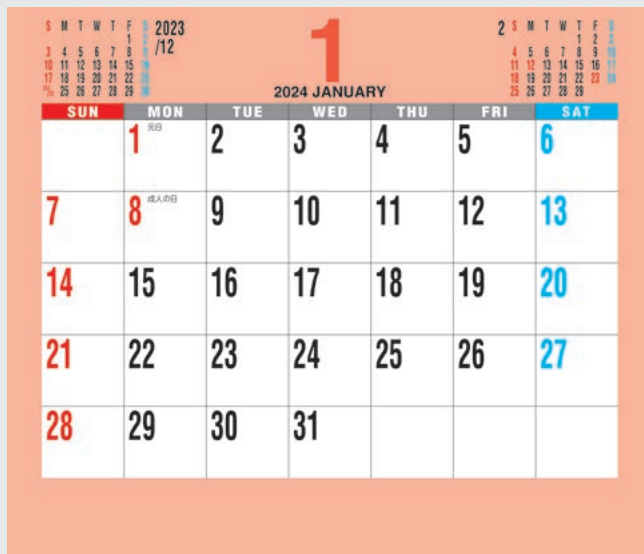 S M T W T F S 2023
1 2 /12
3 4 5 6 7 8 9
10 11 12 13 14 15 16
17 18 19 20 21 22 23
24/31 25 26 27 28 29 30
1
2024 JANUARY
2 S M T W T F S
1 2 3
4 5 6 7 8 9 10
11 12 13 14 15 16 17
18 19 20 21 22 23 24
25 26 27 28 29
SUN MON TUE WED THU FRI SAT
1 元日 2 3 4 5 6
7 8 成人の日 9 10 11 12 13
14 15 16 17 18 19 20
21 22 23 24 25 26 27
28 29 30 31